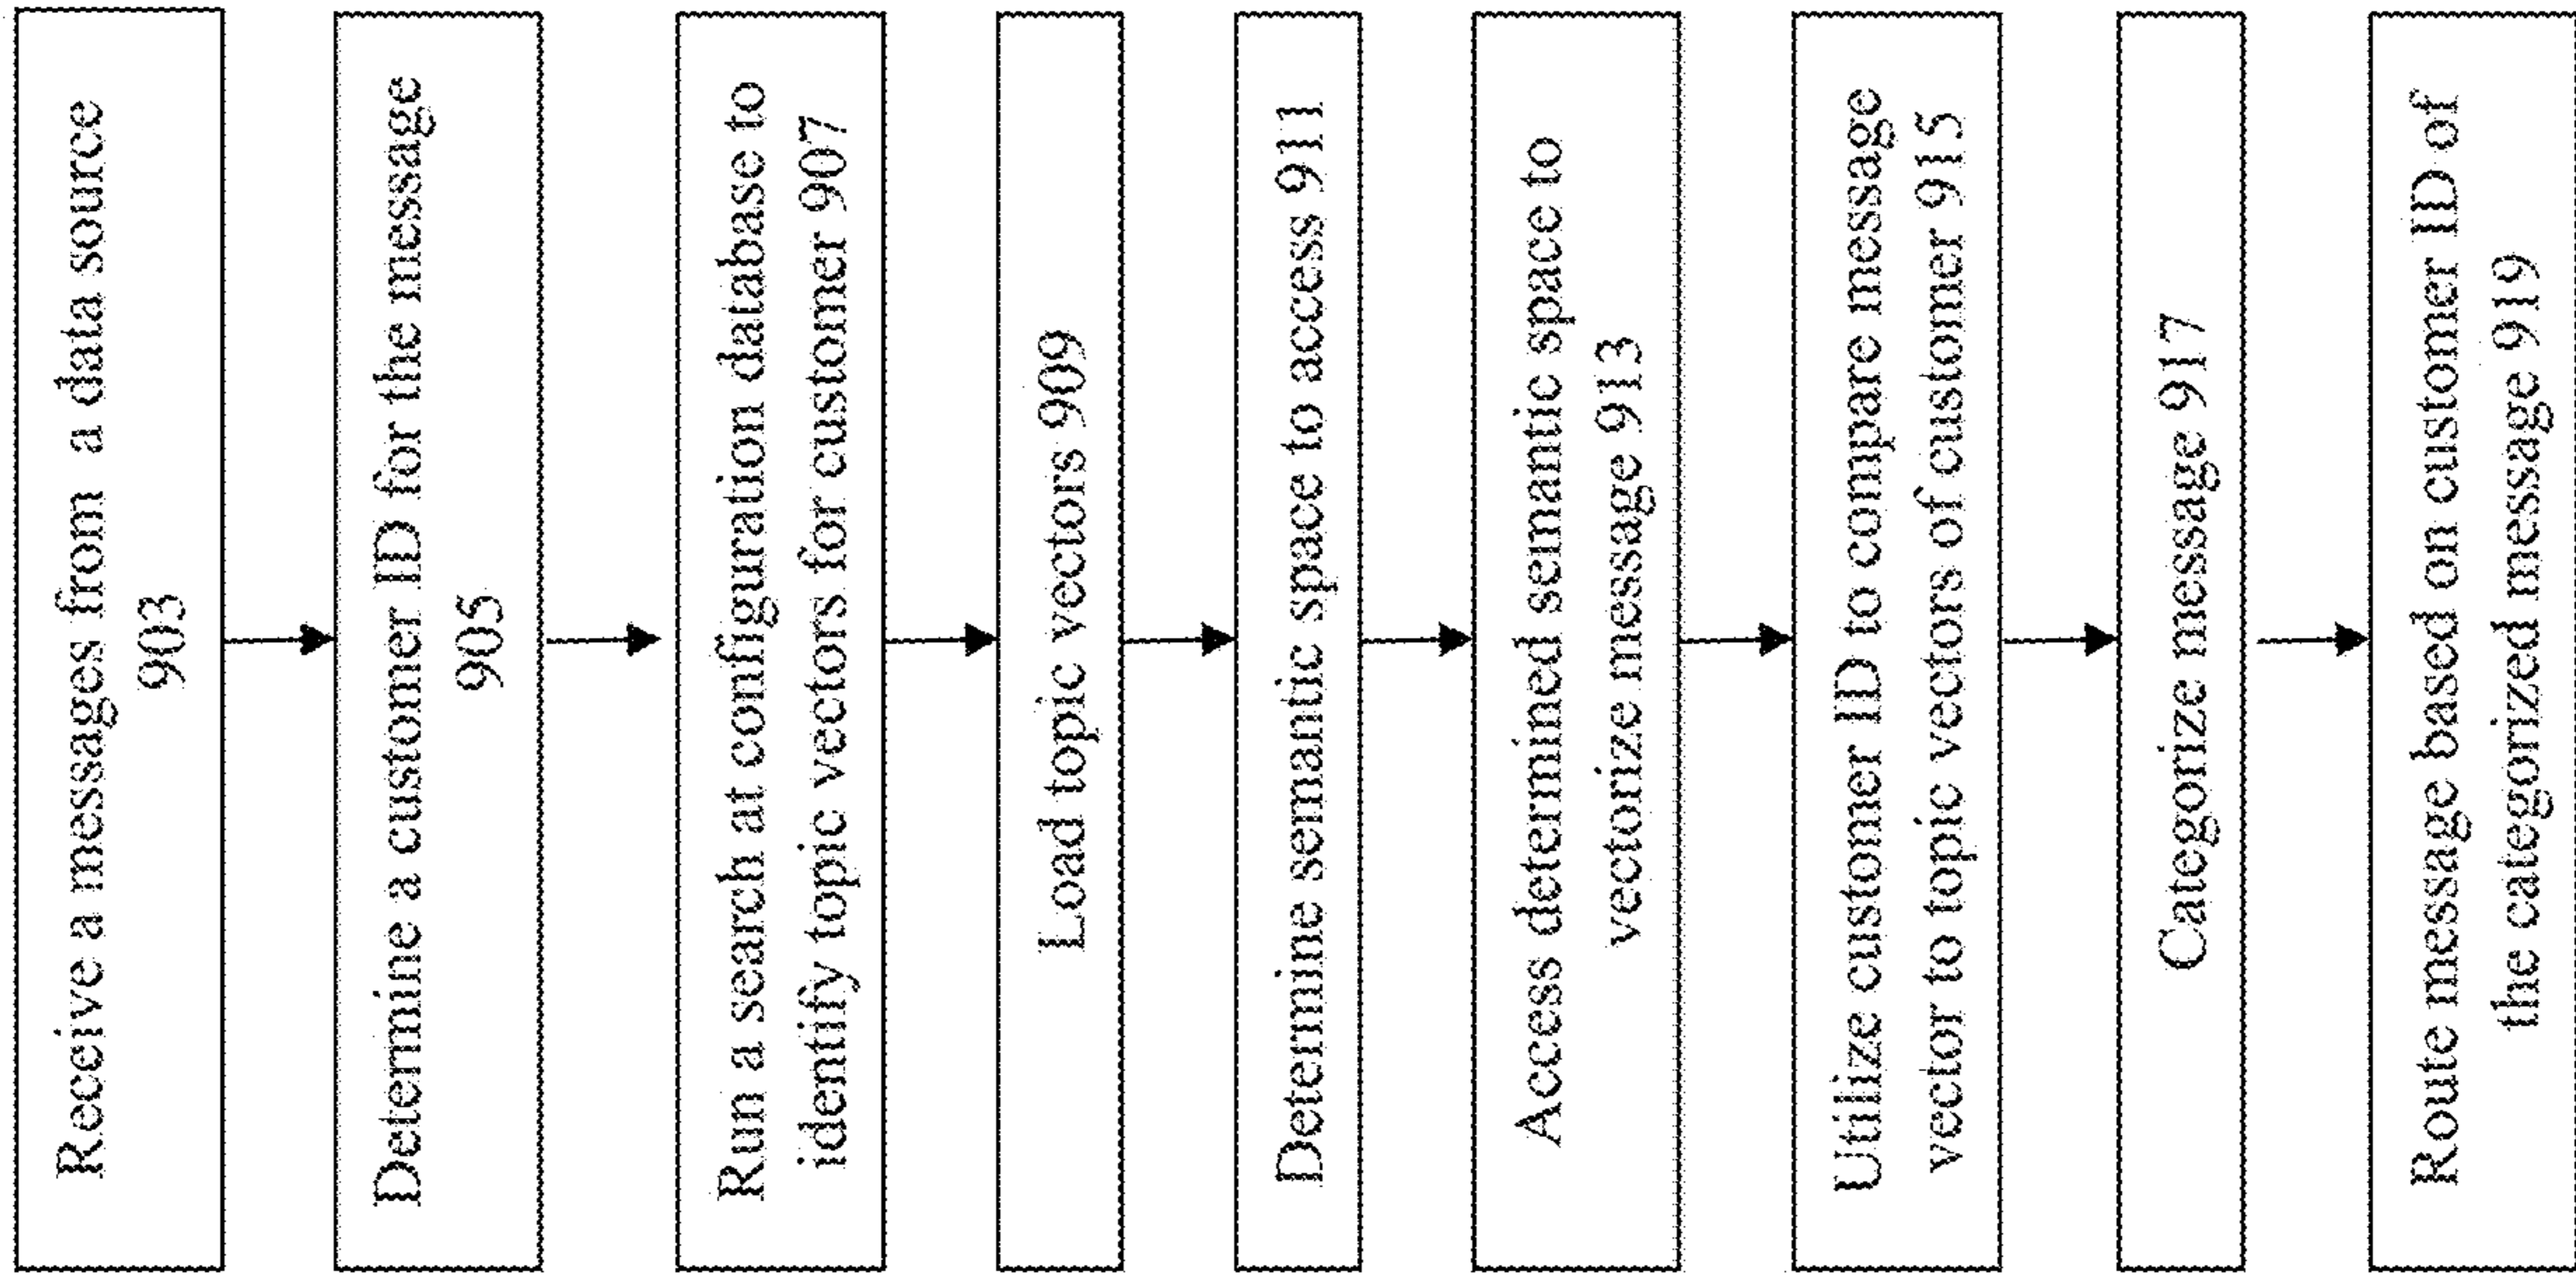 Receive a messages from a data source
903
Determine a customer ID for the message
905
Run a search at configuration database to
identify topic vectors for customer 907
Load topic vectors 909
Determine semantic space to access 911
Access determined semantic space to
vectorize message 913
Utilize customer ID to compare message
vector to topic vectors of customer 915
Categorize message 917
Route message based on customer ID of
the categorized message 919